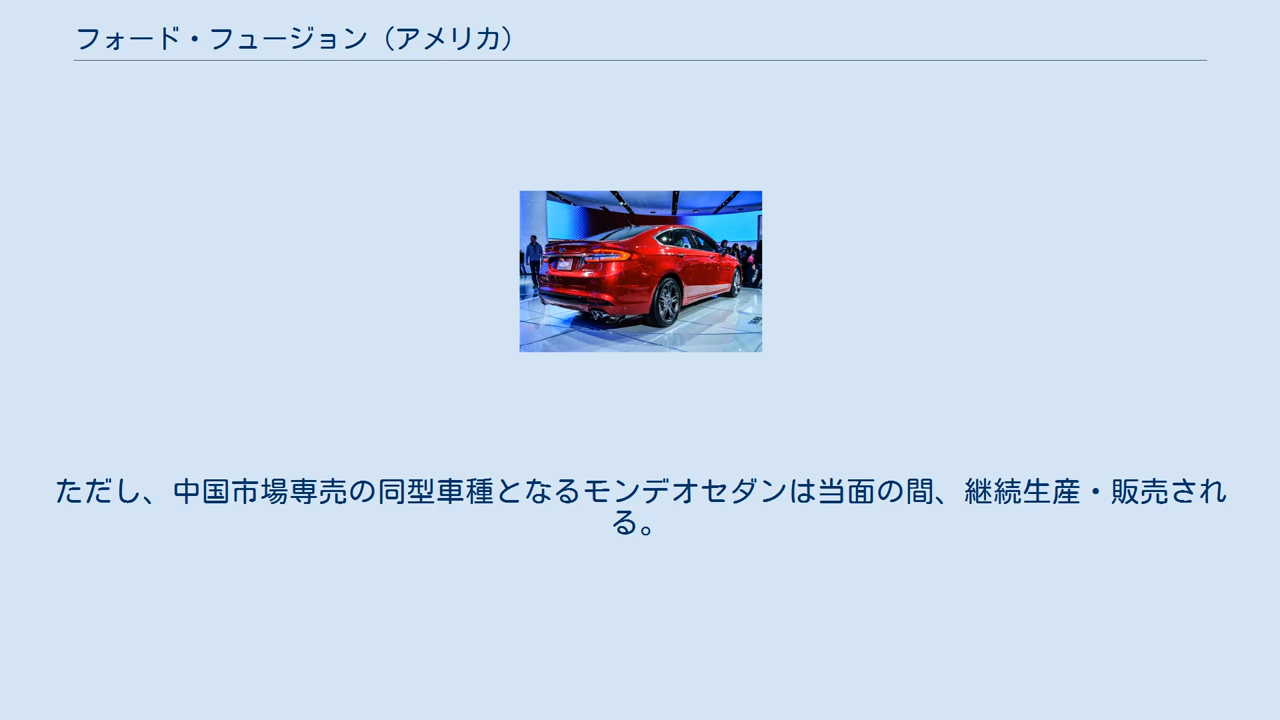 フォード・フュージョン（アメリカ）
ただし、中国市場専売の同型車種となるモンデオセダンは当面の間、継続生産・販売され
る。